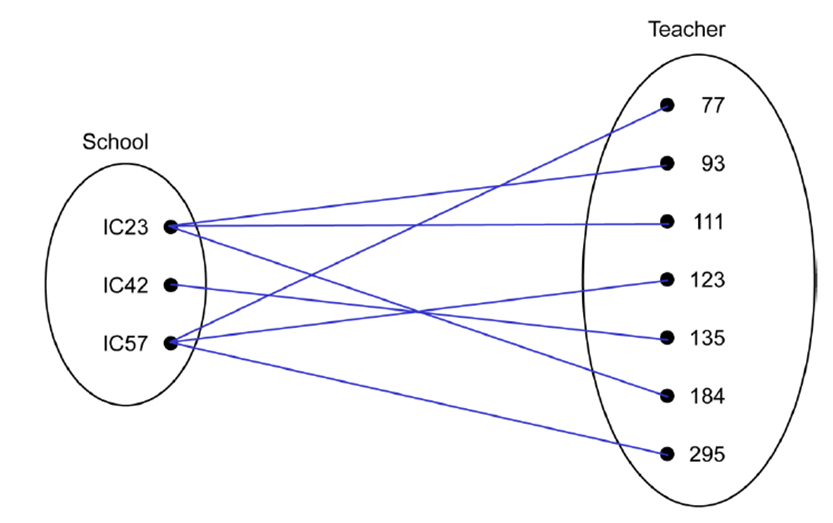 School
IC23
IC42
IC57
Teacher
77
93
111
123
135
184
295